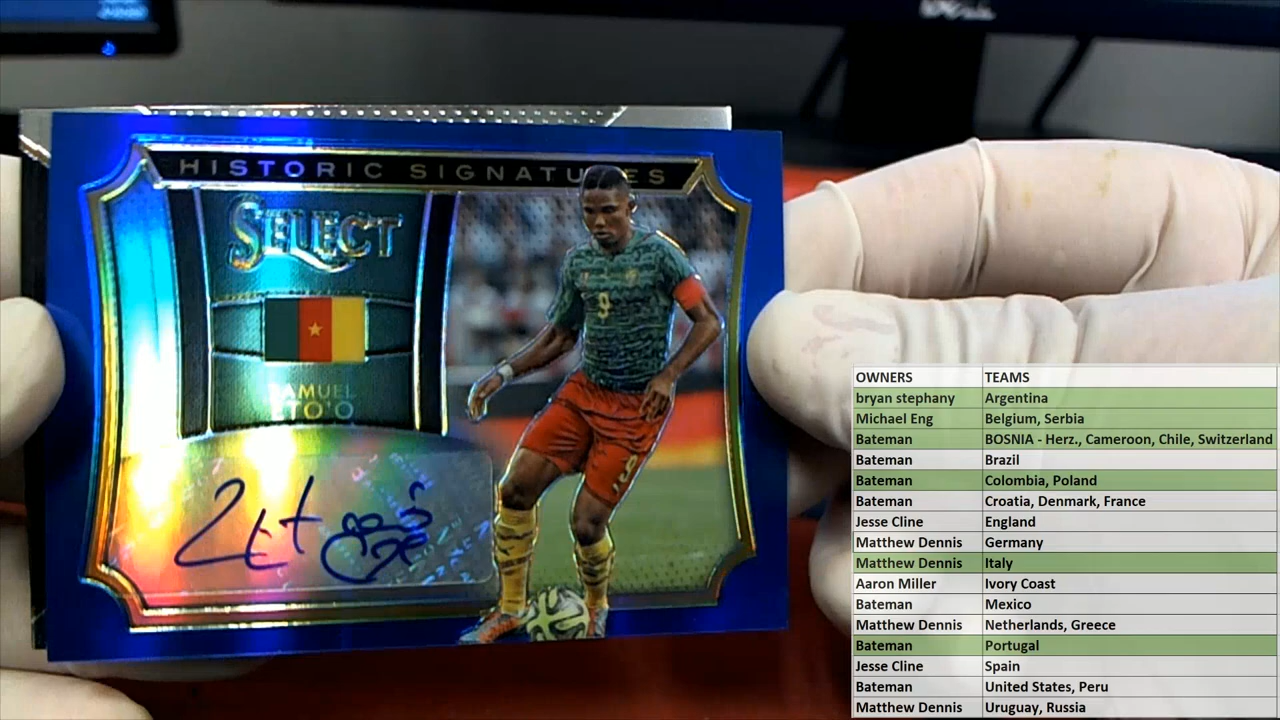 DELL
HISTORIC SIGNATURES
SELECT
SAMUEL
ETO'O
9
9
OWNERS TEAMS
bryan stephany Argentina
Michael Eng Belgium, Serbia
Bateman BOSNIA - Herz., Cameroon, Chile, Switzerland
Bateman Brazil
Bateman Colombia, Poland
Bateman Croatia, Denmark, France
Jesse Cline England
Matthew Dennis Germany
Matthew Dennis Italy
Aaron Miller Ivory Coast
Bateman Mexico
Matthew Dennis Netherlands, Greece
Bateman Portugal
Jesse Cline Spain
Bateman United States, Peru
Matthew Dennis Uruguay, Russia